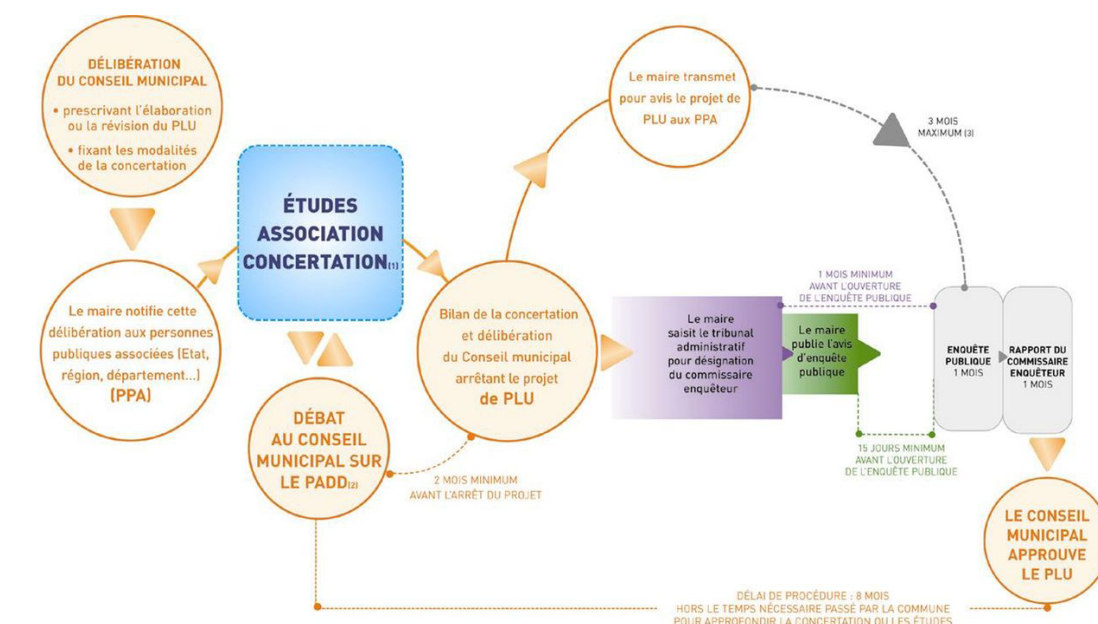 DÉLIBÉRATION
DU CONSEIL MUNICIPAL
• prescrivant l'élaboration
ou la révision du PLU
• fixant les modalités
de la concertation
Le maire notifie cette
délibération aux personnes
publiques associées (Etat,
région, département...)
(PPA)
ÉTUDES
ASSOCIATION
CONCERTATION(1)
DÉBAT
AU CONSEIL
MUNICIPAL SUR
LE PADD(2)
2 MOIS MINIMUM
AVANT L'ARRÊT DU PROJET
Bilan de la concertation
et délibération
du Conseil municipal
arrêtant le projet
de PLU
Le maire transmet
pour avis le projet de
PLU aux PPA
3 MOIS
MAXIMUM (3)
Le maire
saisit le tribunal
administratif
pour désignation
du commissaire
enquêteur
1 MOIS MINIMUM
AVANT L'OUVERTURE
DE L'ENQUÊTE PUBLIQUE
Le maire
publie l'avis
d'enquête
publique
15 JOURS MINIMUM
AVANT L'OUVERTURE
DE L'ENQUÊTE PUBLIQUE
ENQUÊTE
PUBLIQUE
1 MOIS
RAPPORT DU
COMMISSAIRE
ENQUÊTEUR
1 MOIS
LE CONSEIL
MUNICIPAL
APPROUVE
LE PLU
DÉLAI DE PROCÉDURE : 8 MOIS
HORS LE TEMPS NÉCESSAIRE PASSÉ PAR LA COMMUNE
POUR APPROFONDIR LA CONCERTATION OU LES ÉTUDES